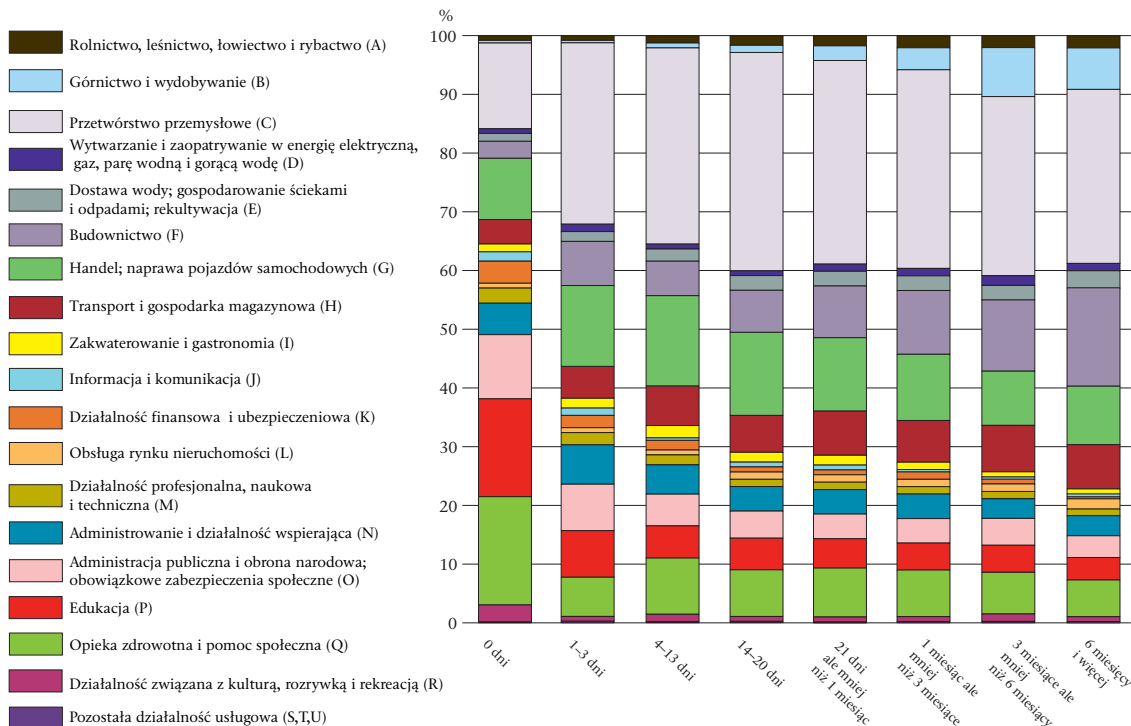 %
100
90
80
70
60
50
40
30
20
10
0
Rolnictwo, leśnictwo, łowiectwo i rybactwo (A)
Górnictwo i wydobywanie (B)
Przetwórstwo przemysłowe (C)
Wytwarzanie i zaopatrywanie w energię elektryczną,
gaz, parę wodną i gorącą wodę (D)
Dostawa wody; gospodarowanie ściekami
i odpadami; rekultywacja (E)
Budownictwo (F)
Handel; naprawa pojazdów samochodowych (G)
Transport i gospodarka magazynowa (H)
Zakwaterowanie i gastronomia (I)
Informacja i komunikacja (J)
Działalność finansowa i ubezpieczeniowa (K)
Obsługa rynku nieruchomości (L)
Działalność profesjonalna, naukowa
i techniczna (M)
Administrowanie i działalność wspierająca (N)
Administracja publiczna i obrona narodowa;
obowiązkowe zabezpieczenia społeczne (O)
Edukacja (P)
Opieka zdrowotna i pomoc społeczna (Q)
Działalność związana z kulturą, rozrywką i rekreacją (R)
Pozostała działalność usługowa (S,T,U)
0 dni
1–3 dni
4–13 dni
14–20 dni
21 dni
ale mniej
niż 1 miesiąc
1 miesiąc ale
mniej
niż 3 miesiące
3 miesiące ale
mniej
niż 6 miesięcy
6 miesięcy
i więcej